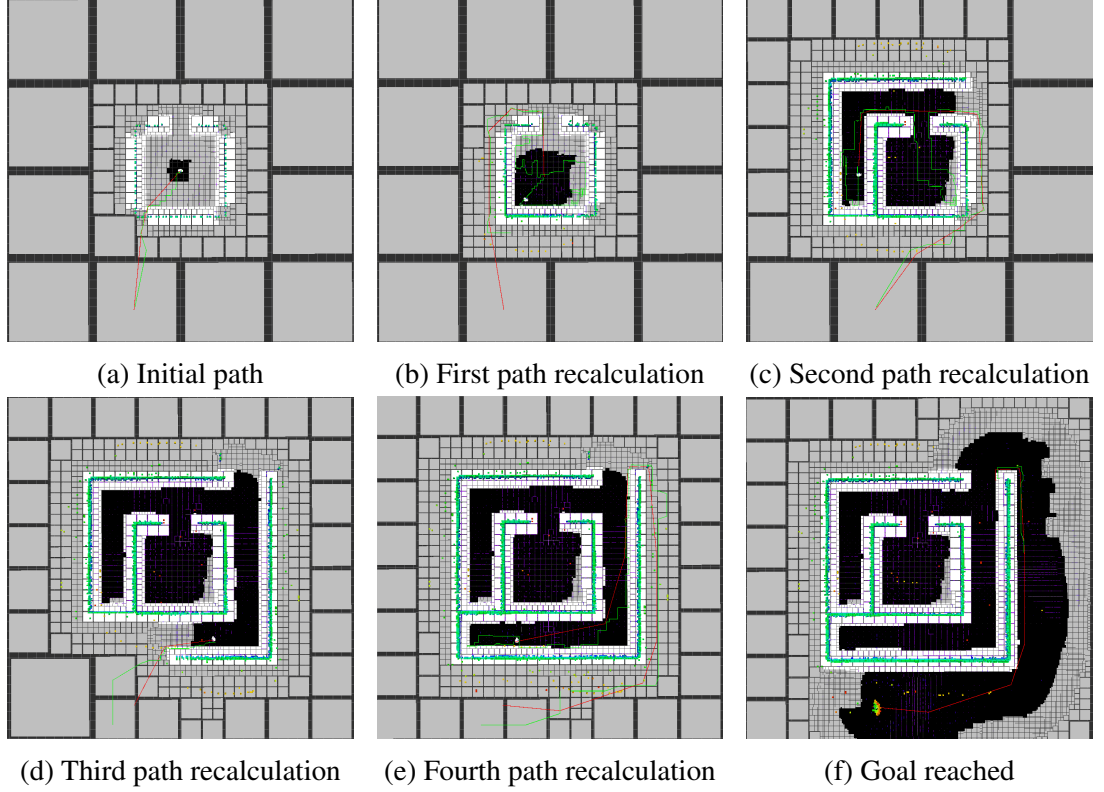 (a) Initial path
(b) First path recalculation
(c) Second path recalculation
(d) Third path recalculation
(e) Fourth path recalculation
(f) Goal reached